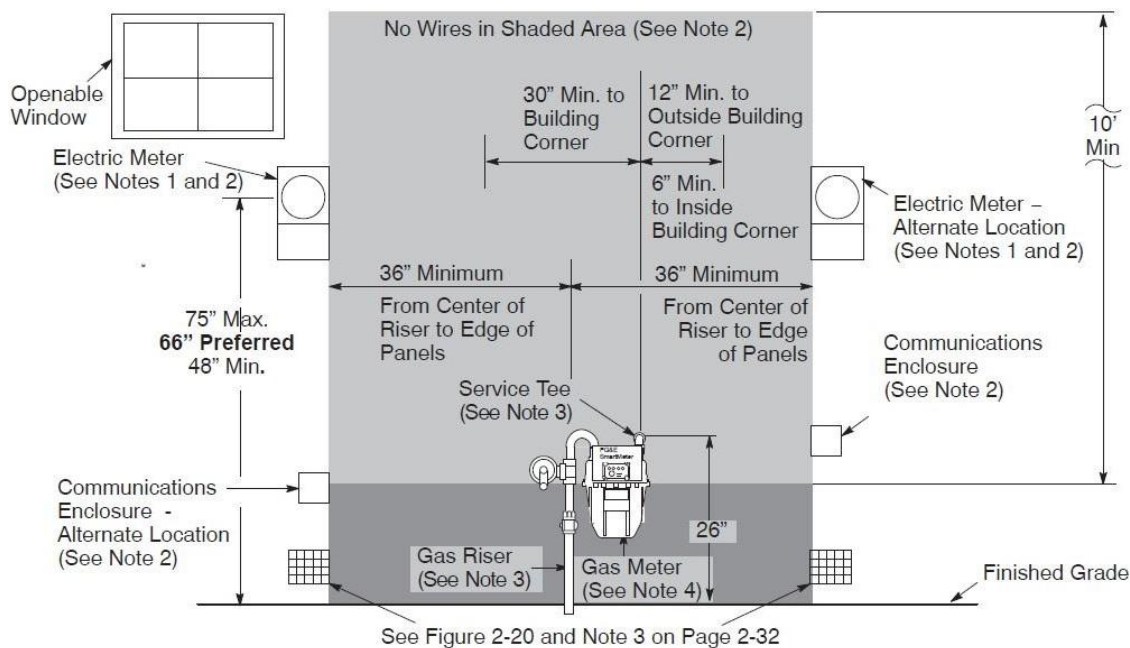 No Wires in Shaded Area (See Note 2)
Openable
Window
30” Min. to
Building
Corner
12” Min. to
Outside Building
Corner
10’
Min
Electric Meter
(See Notes 1 and 2)
6” Min.
to Inside
Building Corner
Electric Meter –
Alternate Location
(See Notes 1 and 2)
36” Minimum
From Center of
Riser to Edge of
Panels
36” Minimum
From Center of
Riser to Edge
of Panels
75” Max.
66” Preferred
48” Min.
Communications
Enclosure
(See Note 2)
Service Tee
(See Note 3)
PG&E
SmartMeter
Communications
Enclosure -
Alternate Location
(See Note 2)
26”
Gas Riser
(See Note 3)
Gas Meter
(See Note 4)
Finished Grade
See Figure 2-20 and Note 3 on Page 2-32